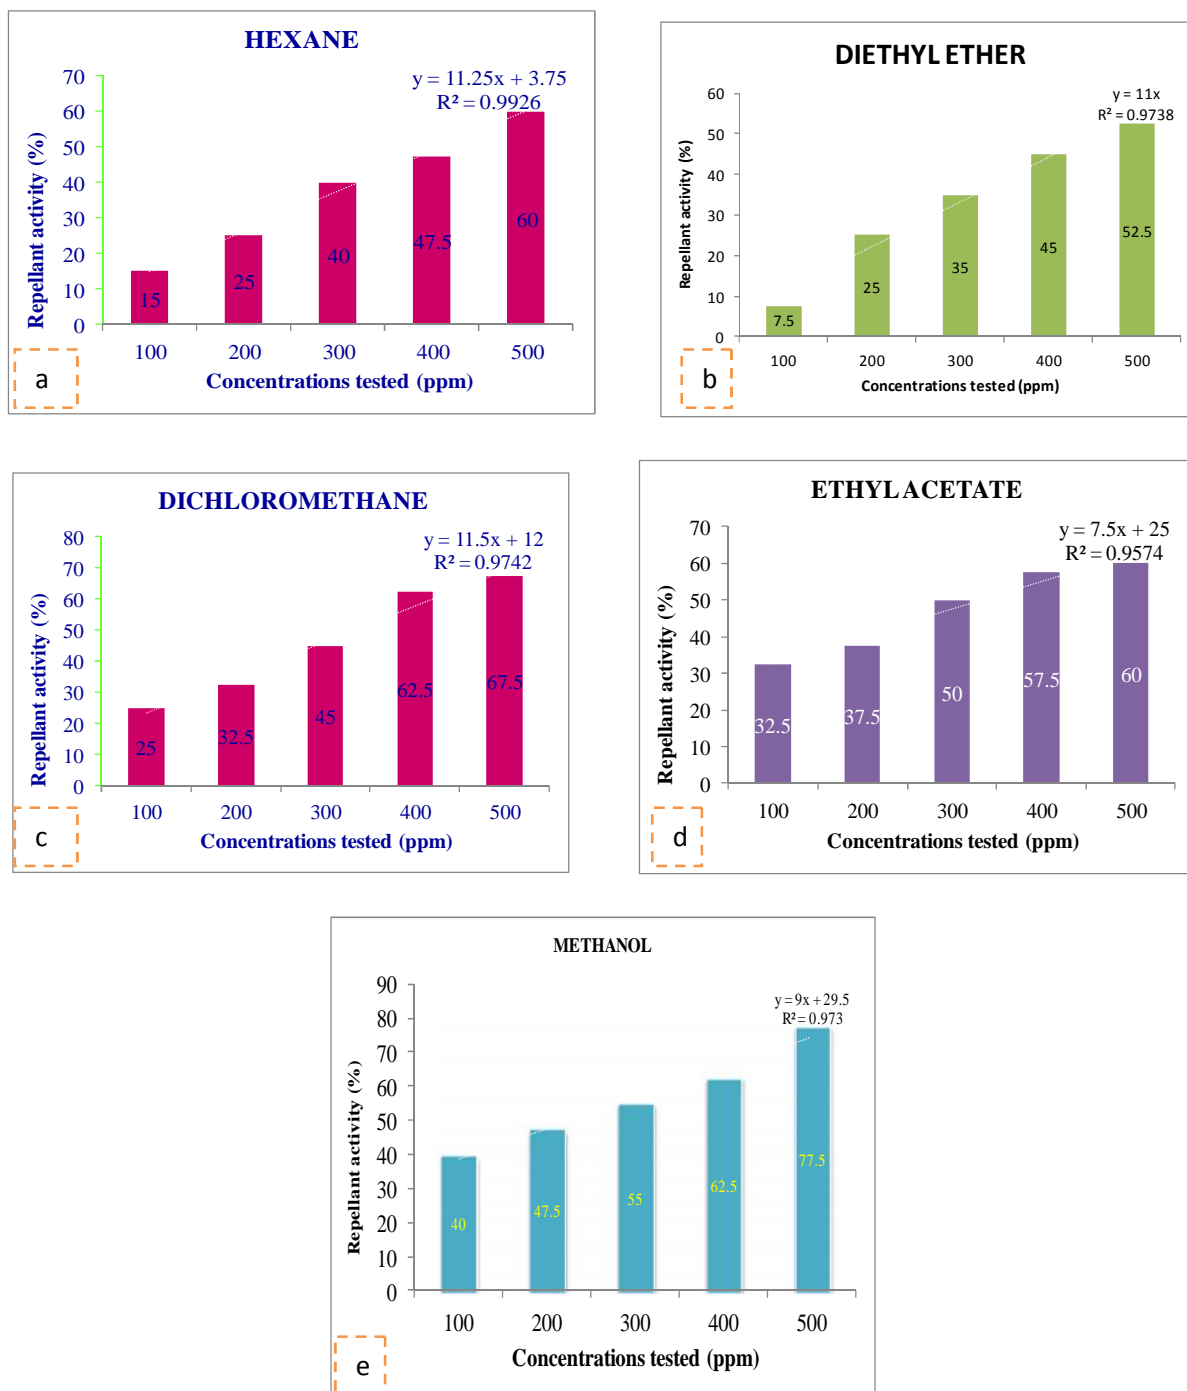 HEXANE
y = 11.25x + 3.75
R² = 0.9926
Repellant activity (%)
70
60
50
40
30
20
10
0
15
25
40
47.5
60
100 200 300 400 500
Concentrations tested (ppm)
a
DIETHYL ETHER
y = 11x
R² = 0.9738
Repellant activity (%)
60
50
40
30
20
10
0
7.5
25
35
45
52.5
100 200 300 400 500
Concentrations tested (ppm)
b
DICHLOROMETHANE
y = 11.5x + 12
R² = 0.9742
Repellant activity (%)
80
70
60
50
40
30
20
10
0
25
32.5
45
62.5
67.5
100 200 300 400 500
Concentrations tested (ppm)
c
ETHYL ACETATE
y = 7.5x + 25
R² = 0.9574
Repellant activity (%)
70
60
50
40
30
20
10
0
32.5
37.5
50
57.5
60
100 200 300 400 500
Concentrations tested (ppm)
d
METHANOL
y = 9x + 29.5
R² = 0.973
Repellant activity (%)
90
80
70
60
50
40
30
20
10
0
40
47.5
55
62.5
77.5
100 200 300 400 500
Concentrations tested (ppm)
e